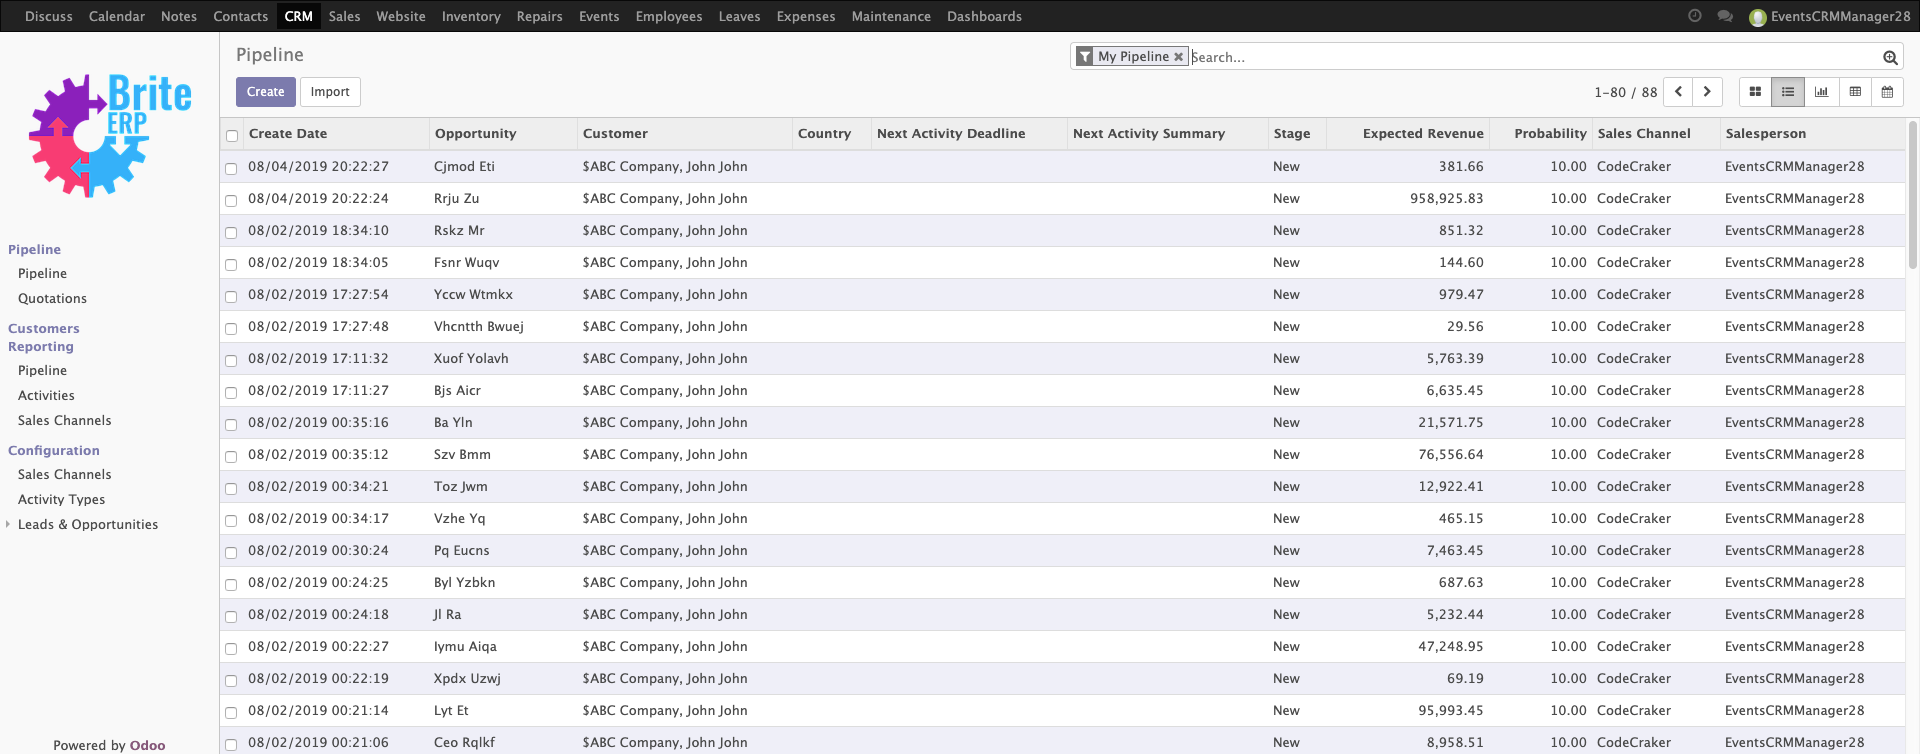 Discuss Calendar Notes Contacts CRM Sales Website Inventory Repairs Events Employees Leaves Expenses Maintenance Dashboards EventsCRMManager28
Brite
ERP
Pipeline
Pipeline
Quotations
Customers
Reporting
Pipeline
Activities
Sales Channels
Configuration
Sales Channels
Activity Types
Leads & Opportunities
Powered by Odoo
Pipeline
My Pipeline Search...
Create Import
1-80 / 88
Create Date Opportunity Customer Country Next Activity Deadline Next Activity Summary Stage Expected Revenue Probability Sales Channel Salesperson
08/04/2019 20:22:27 Cjmod Eti $ABC Company, John John New 381.66 10.00 CodeCraker EventsCRMManager28
08/04/2019 20:22:24 Rrju Zu $ABC Company, John John New 958,925.83 10.00 CodeCraker EventsCRMManager28
08/02/2019 18:34:10 Rskz Mr $ABC Company, John John New 851.32 10.00 CodeCraker EventsCRMManager28
08/02/2019 18:34:05 Fsnr Wuqv $ABC Company, John John New 144.60 10.00 CodeCraker EventsCRMManager28
08/02/2019 17:27:54 Yccw Wtmkx $ABC Company, John John New 979.47 10.00 CodeCraker EventsCRMManager28
08/02/2019 17:27:48 Vhcntth Bwuej $ABC Company, John John New 29.56 10.00 CodeCraker EventsCRMManager28
08/02/2019 17:11:32 Xuof Yolavh $ABC Company, John John New 5,763.39 10.00 CodeCraker EventsCRMManager28
08/02/2019 17:11:27 Bjs Aicr $ABC Company, John John New 6,635.45 10.00 CodeCraker EventsCRMManager28
08/02/2019 00:35:16 Ba Yln $ABC Company, John John New 21,571.75 10.00 CodeCraker EventsCRMManager28
08/02/2019 00:35:12 Szv Bmm $ABC Company, John John New 76,556.64 10.00 CodeCraker EventsCRMManager28
08/02/2019 00:34:21 Toz Jwm $ABC Company, John John New 12,922.41 10.00 CodeCraker EventsCRMManager28
08/02/2019 00:34:17 Vzhe Yq $ABC Company, John John New 465.15 10.00 CodeCraker EventsCRMManager28
08/02/2019 00:30:24 Pq Eucns $ABC Company, John John New 7,463.45 10.00 CodeCraker EventsCRMManager28
08/02/2019 00:24:25 Byl Yzbkn $ABC Company, John John New 687.63 10.00 CodeCraker EventsCRMManager28
08/02/2019 00:24:18 Jl Ra $ABC Company, John John New 5,232.44 10.00 CodeCraker EventsCRMManager28
08/02/2019 00:22:27 Iymu Aiqa $ABC Company, John John New 47,248.95 10.00 CodeCraker EventsCRMManager28
08/02/2019 00:22:19 Xpdx Uzwj $ABC Company, John John New 69.19 10.00 CodeCraker EventsCRMManager28
08/02/2019 00:21:14 Lyt Et $ABC Company, John John New 95,993.45 10.00 CodeCraker EventsCRMManager28
08/02/2019 00:21:06 Ceo Rqlkf $ABC Company, John John New 8,958.51 10.00 CodeCraker EventsCRMManager28